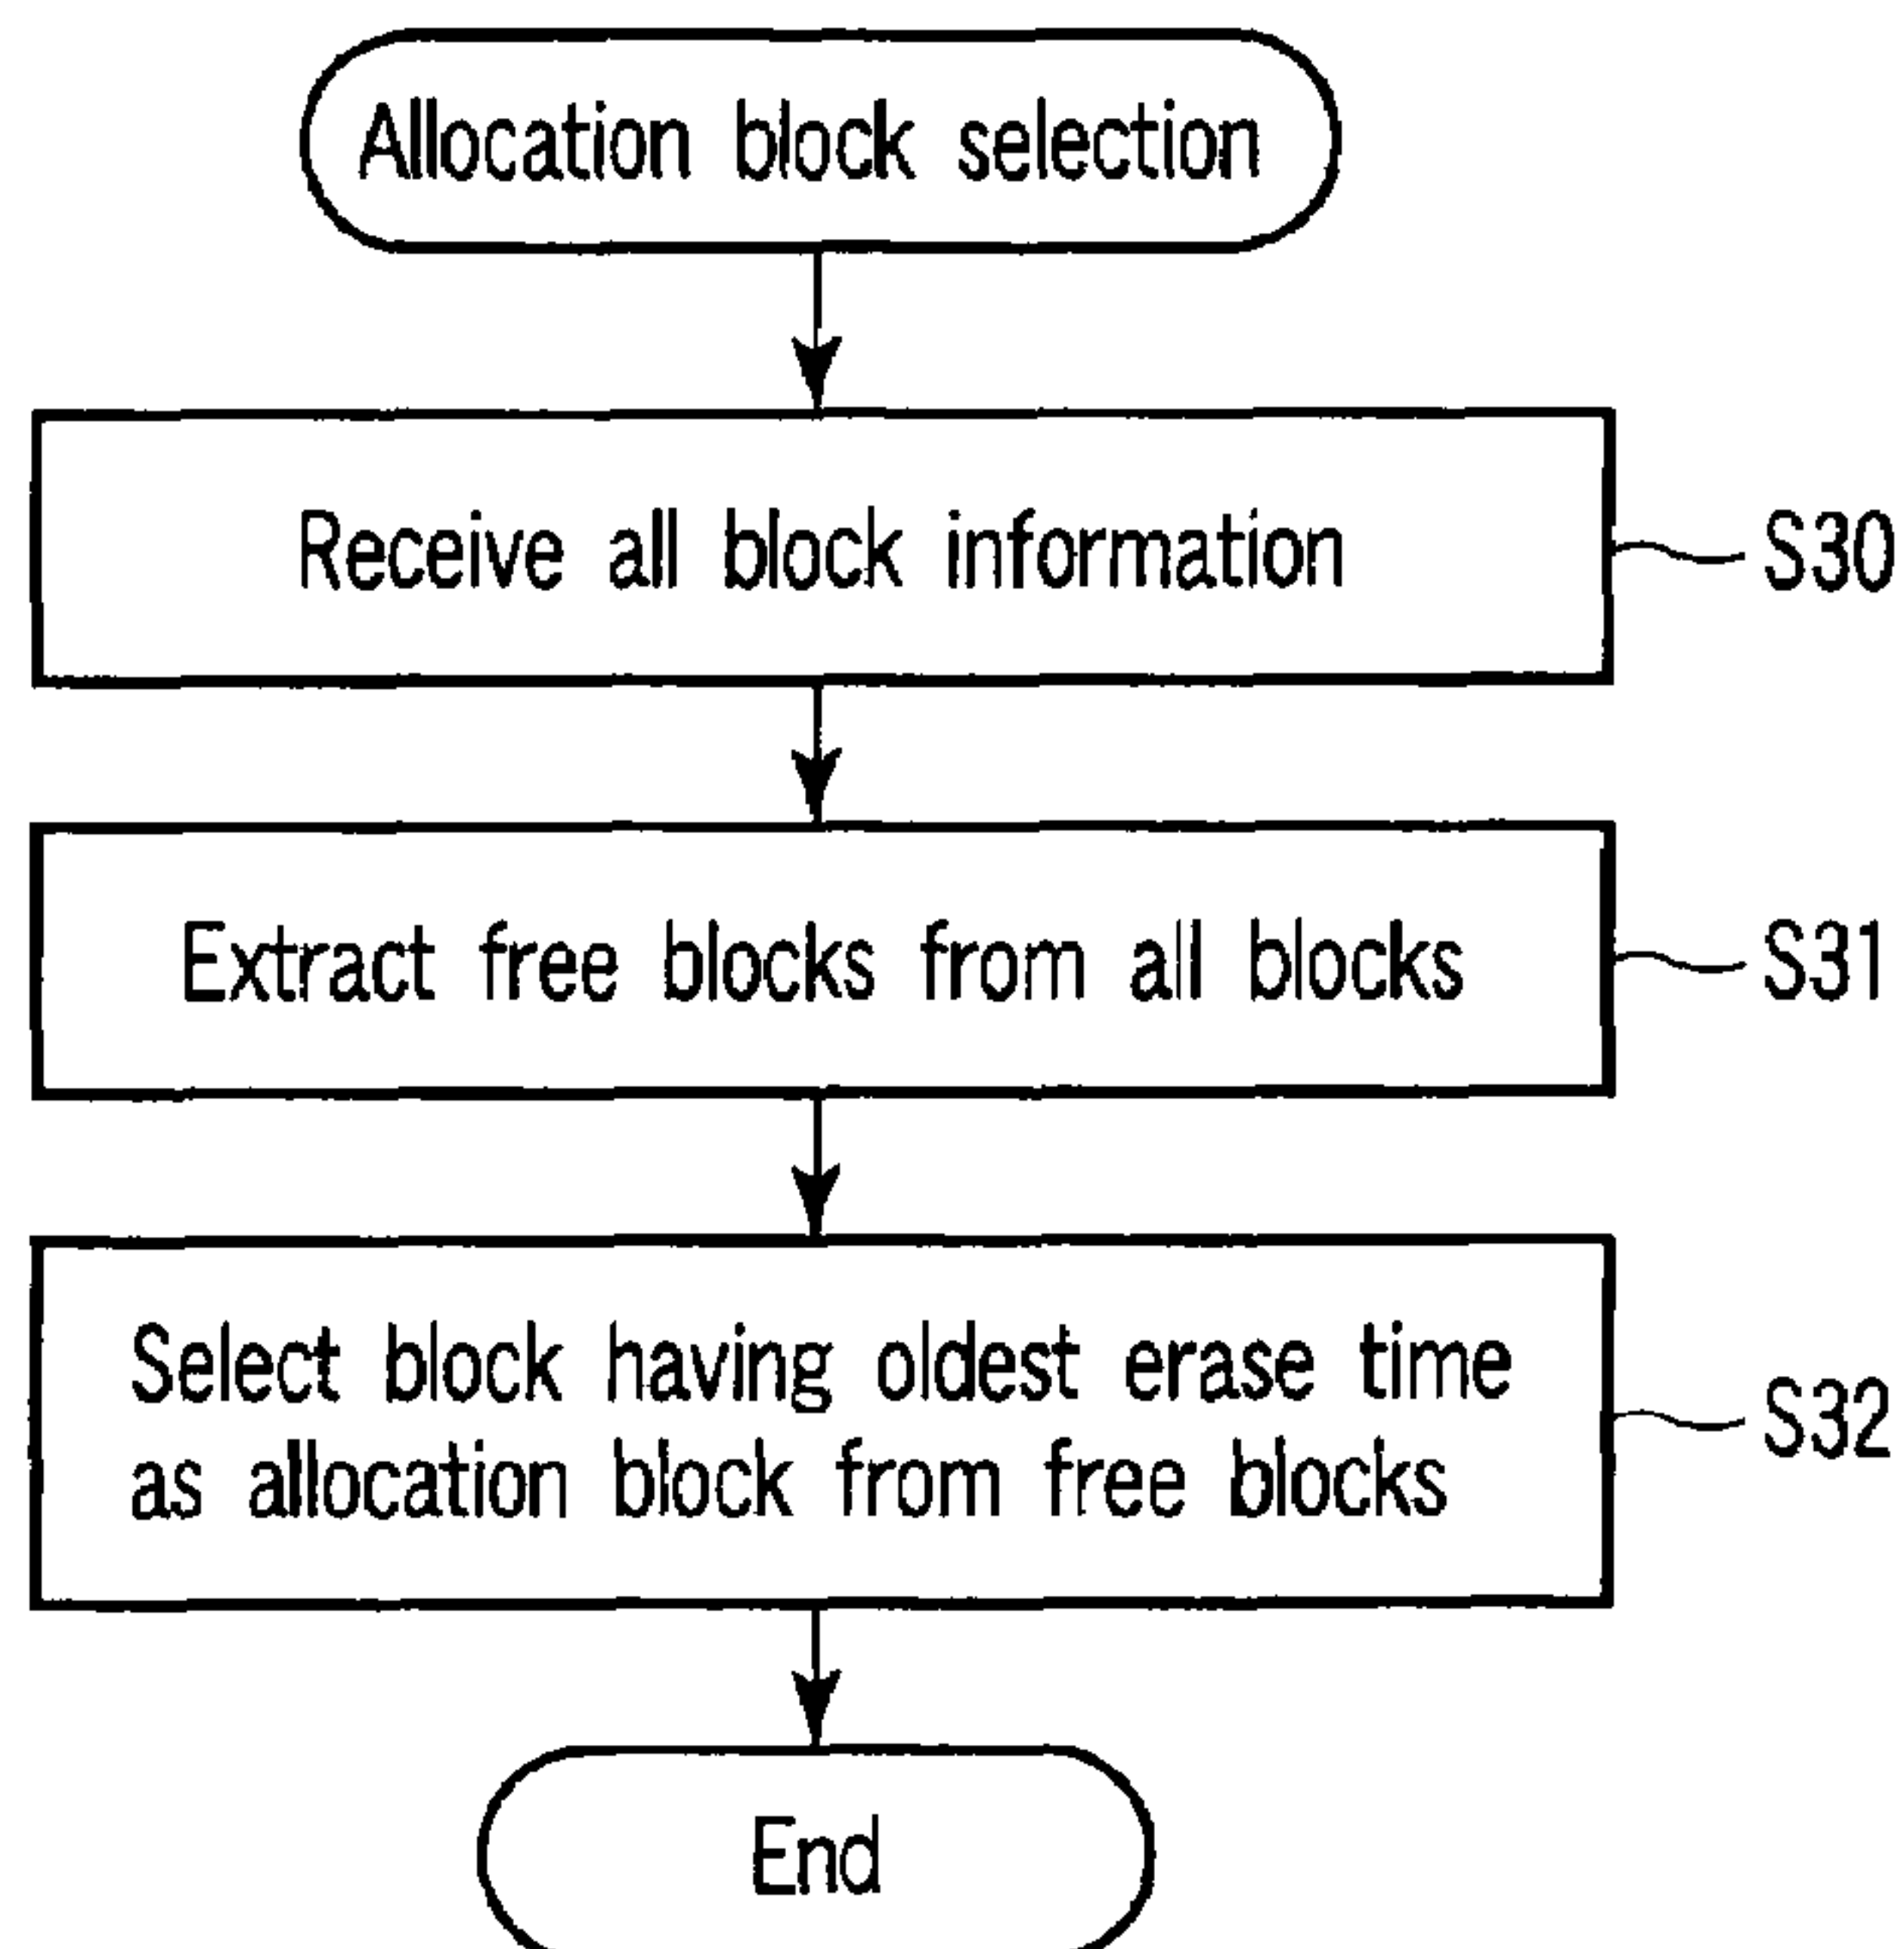 Allocation block selection
Receive all block information
S30
Extract free blocks from all blocks
S31
Select block having oldest erase time
as allocation block from free blocks
S32
End